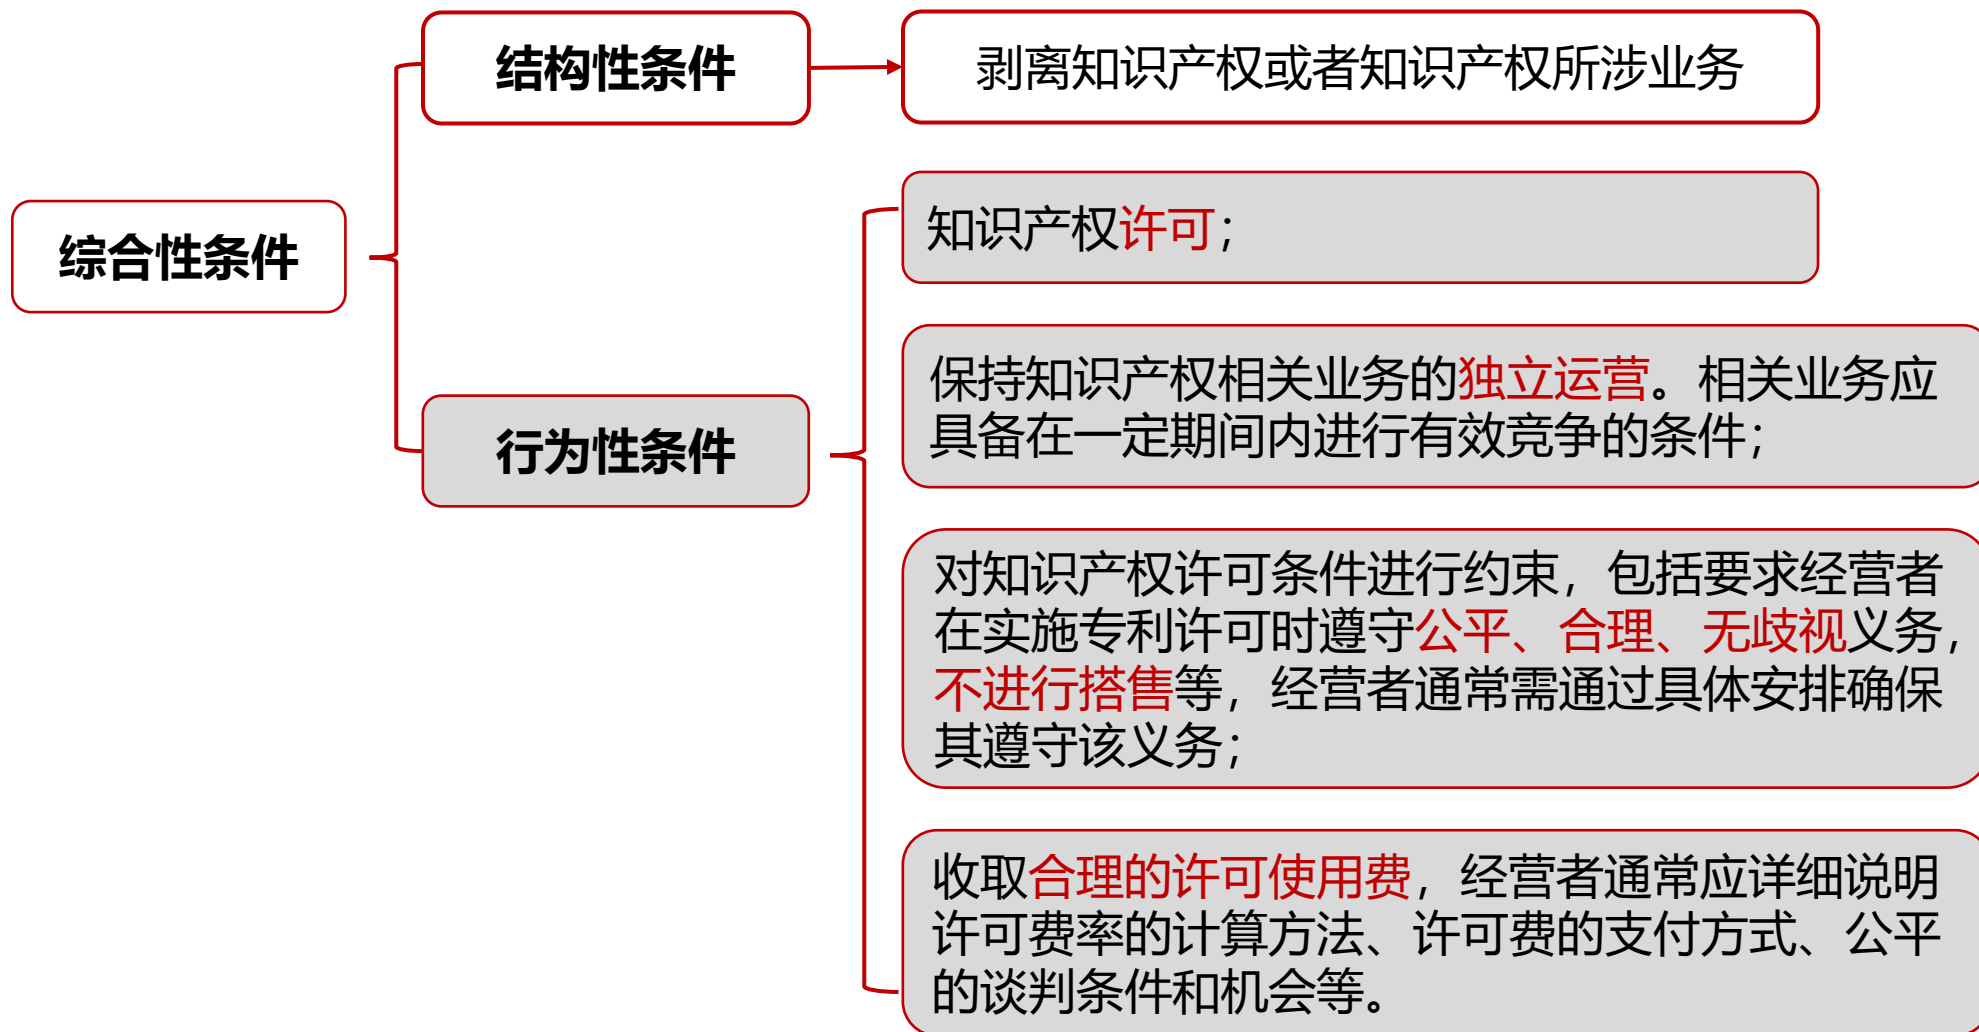 结构性条件
剥离知识产权或者知识产权所涉业务
综合性条件
知识产权许可；
保持知识产权相关业务的独立运营。相关业务应
具备在一定期间内进行有效竞争的条件；
行为性条件
对知识产权许可条件进行约束，包括要求经营者
在实施专利许可时遵守公平、合理、无歧视义务，
不进行搭售等，经营者通常需通过具体安排确保
其遵守该义务；
收取合理的许可使用费，经营者通常应详细说明
许可费率的计算方法、许可费的支付方式、公平
的谈判条件和机会等。